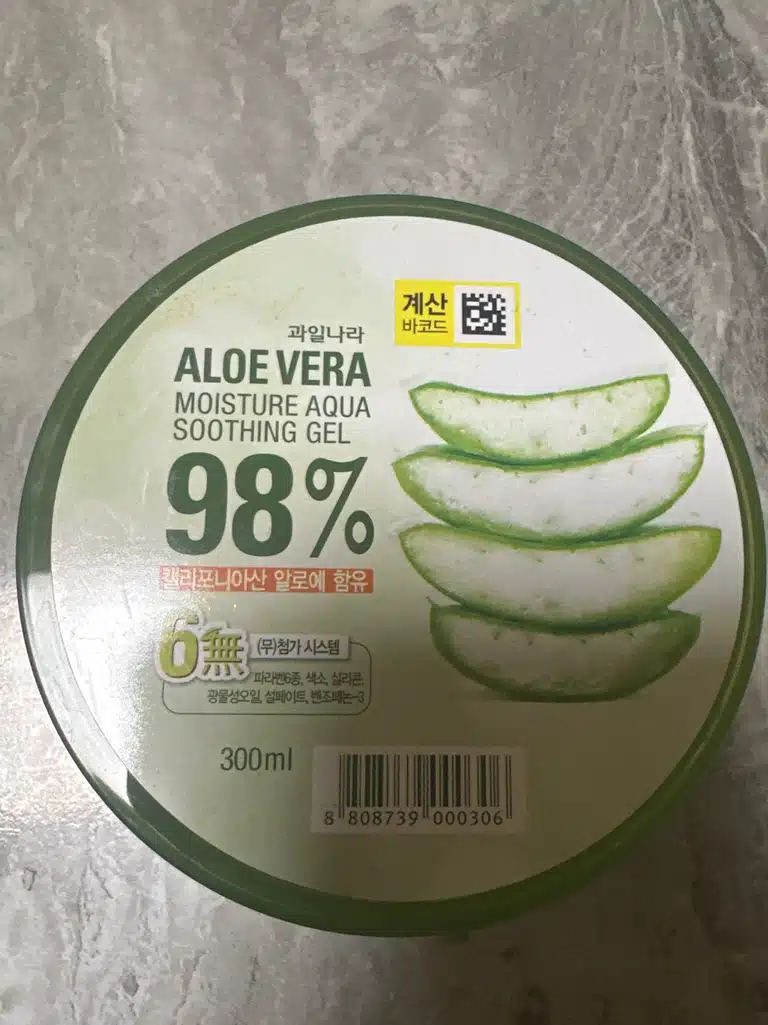 계산
바코드
과일나라
ALOE VERA
MOISTURE AQUA
SOOTHING GEL
98%
캘리포니아산 알로에 함유
6無 (무)첨가 시스템
파라벤6종, 색소, 실리콘,
광물성오일, 설페이트, 벤조페논-3
300ml
8 808739 000306